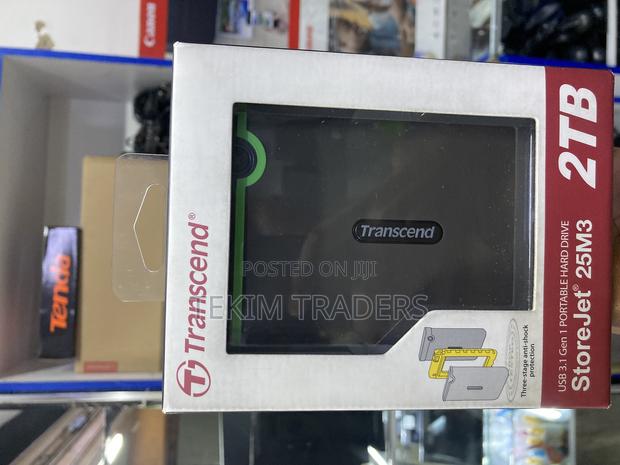 Transcend®
Transcend
Three-stage anti-shock
protection
USB 3.1 Gen 1 PORTABLE HARD DRIVE
StoreJet® 25M3
2TB
Canon
Tenda
POSTED ON JIJI
EKIM TRADERS